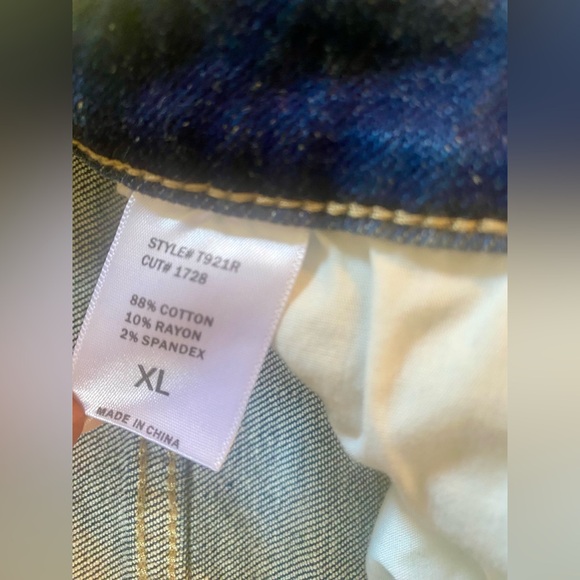 STYLE# T921R
CUT# 1728
88% COTTON
10% RAYON
2% SPANDEX
XL
MADE IN CHINA